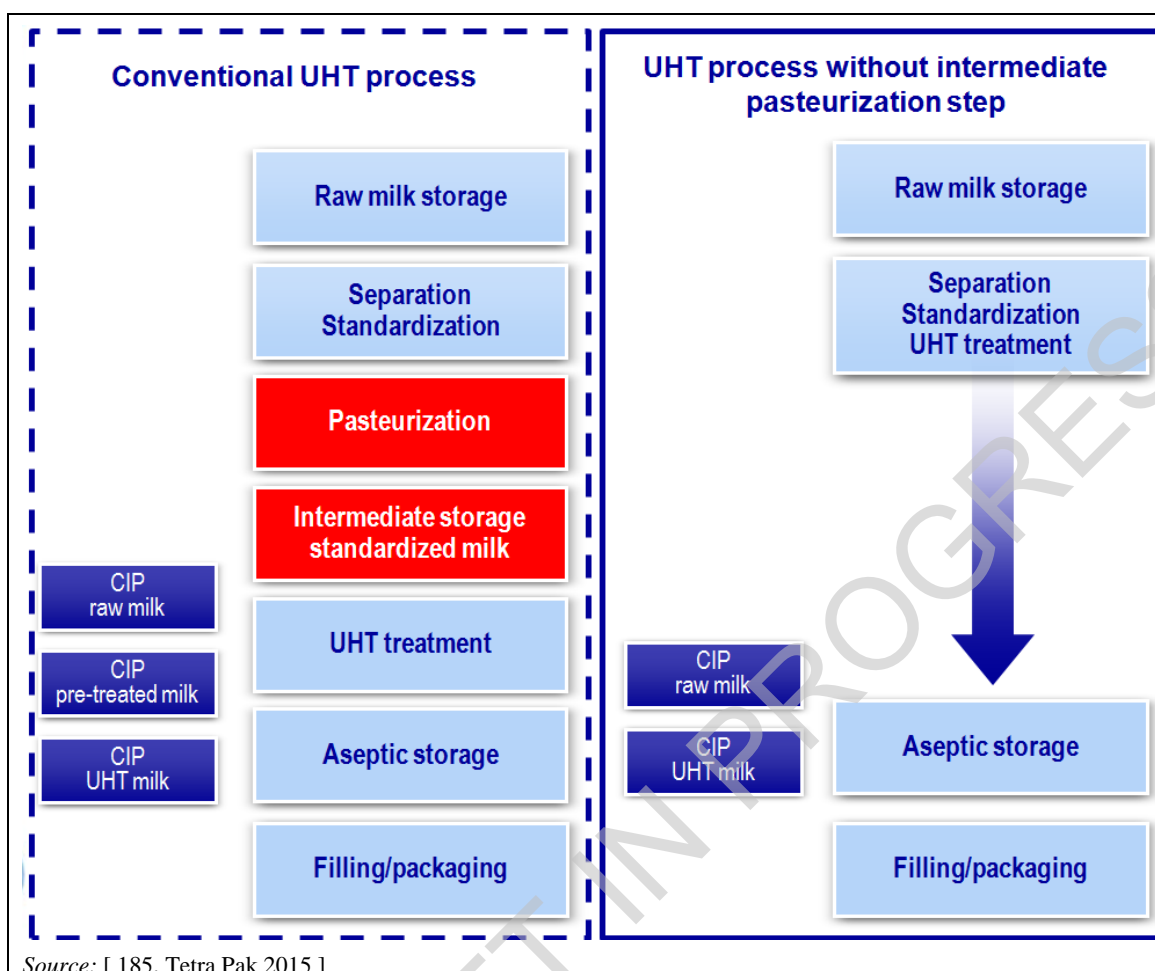 Conventional UHT process
Raw milk storage
Separation
Standardization
Pasteurization
Intermediate storage
standardized milk
CIP
raw milk
UHT treatment
CIP
pre-treated milk
CIP
UHT milk
Aseptic storage
Filling/packaging
UHT process without intermediate
pasteurization step
Raw milk storage
Separation
Standardization
UHT treatment
CIP
raw milk
CIP
UHT milk
Aseptic storage
Filling/packaging
Source: [ 185, Tetra Pak 2015 ]
T IN PROGRES